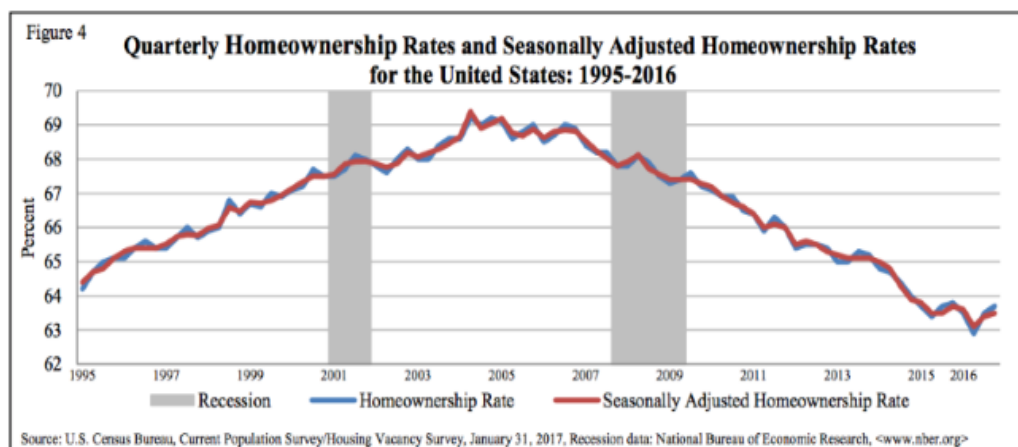 Figure 4
Quarterly Homeownership Rates and Seasonally Adjusted Homeownership Rates
for the United States: 1995-2016
Percent
70
69
68
67
66
65
64
63
62
1995 1997 1999 2001 2003 2005 2007 2009 2011 2013 2015 2016
Recession Homeownership Rate Seasonally Adjusted Homeownership Rate
Source: U.S. Census Bureau, Current Population Survey/Housing Vacancy Survey, January 31, 2017, Recession data: National Bureau of Economic Research, <www.nber.org>